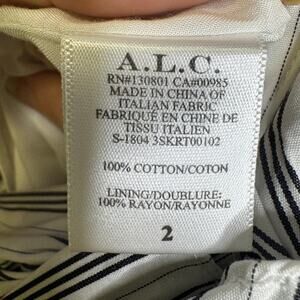 A.L.C.
RN#130801 CA#00985
MADE IN CHINA OF
ITALIAN FABRIC
FABRIQUÉ EN CHINE DE
TISSU ITALIEN
S-1804 3SKRT00102
100% COTTON/COTON
LINING/DOUBLURE:
100% RAYON/RAYONNE
2